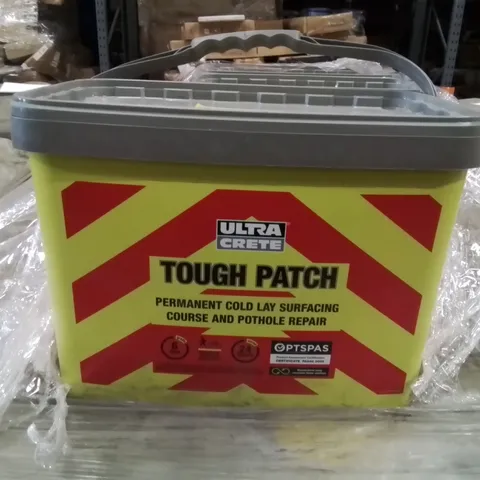 ULTRA
CRETE
TOUGH PATCH
PERMANENT COLD LAY SURFACING
COURSE AND POTHOLE REPAIR
PTSPAS